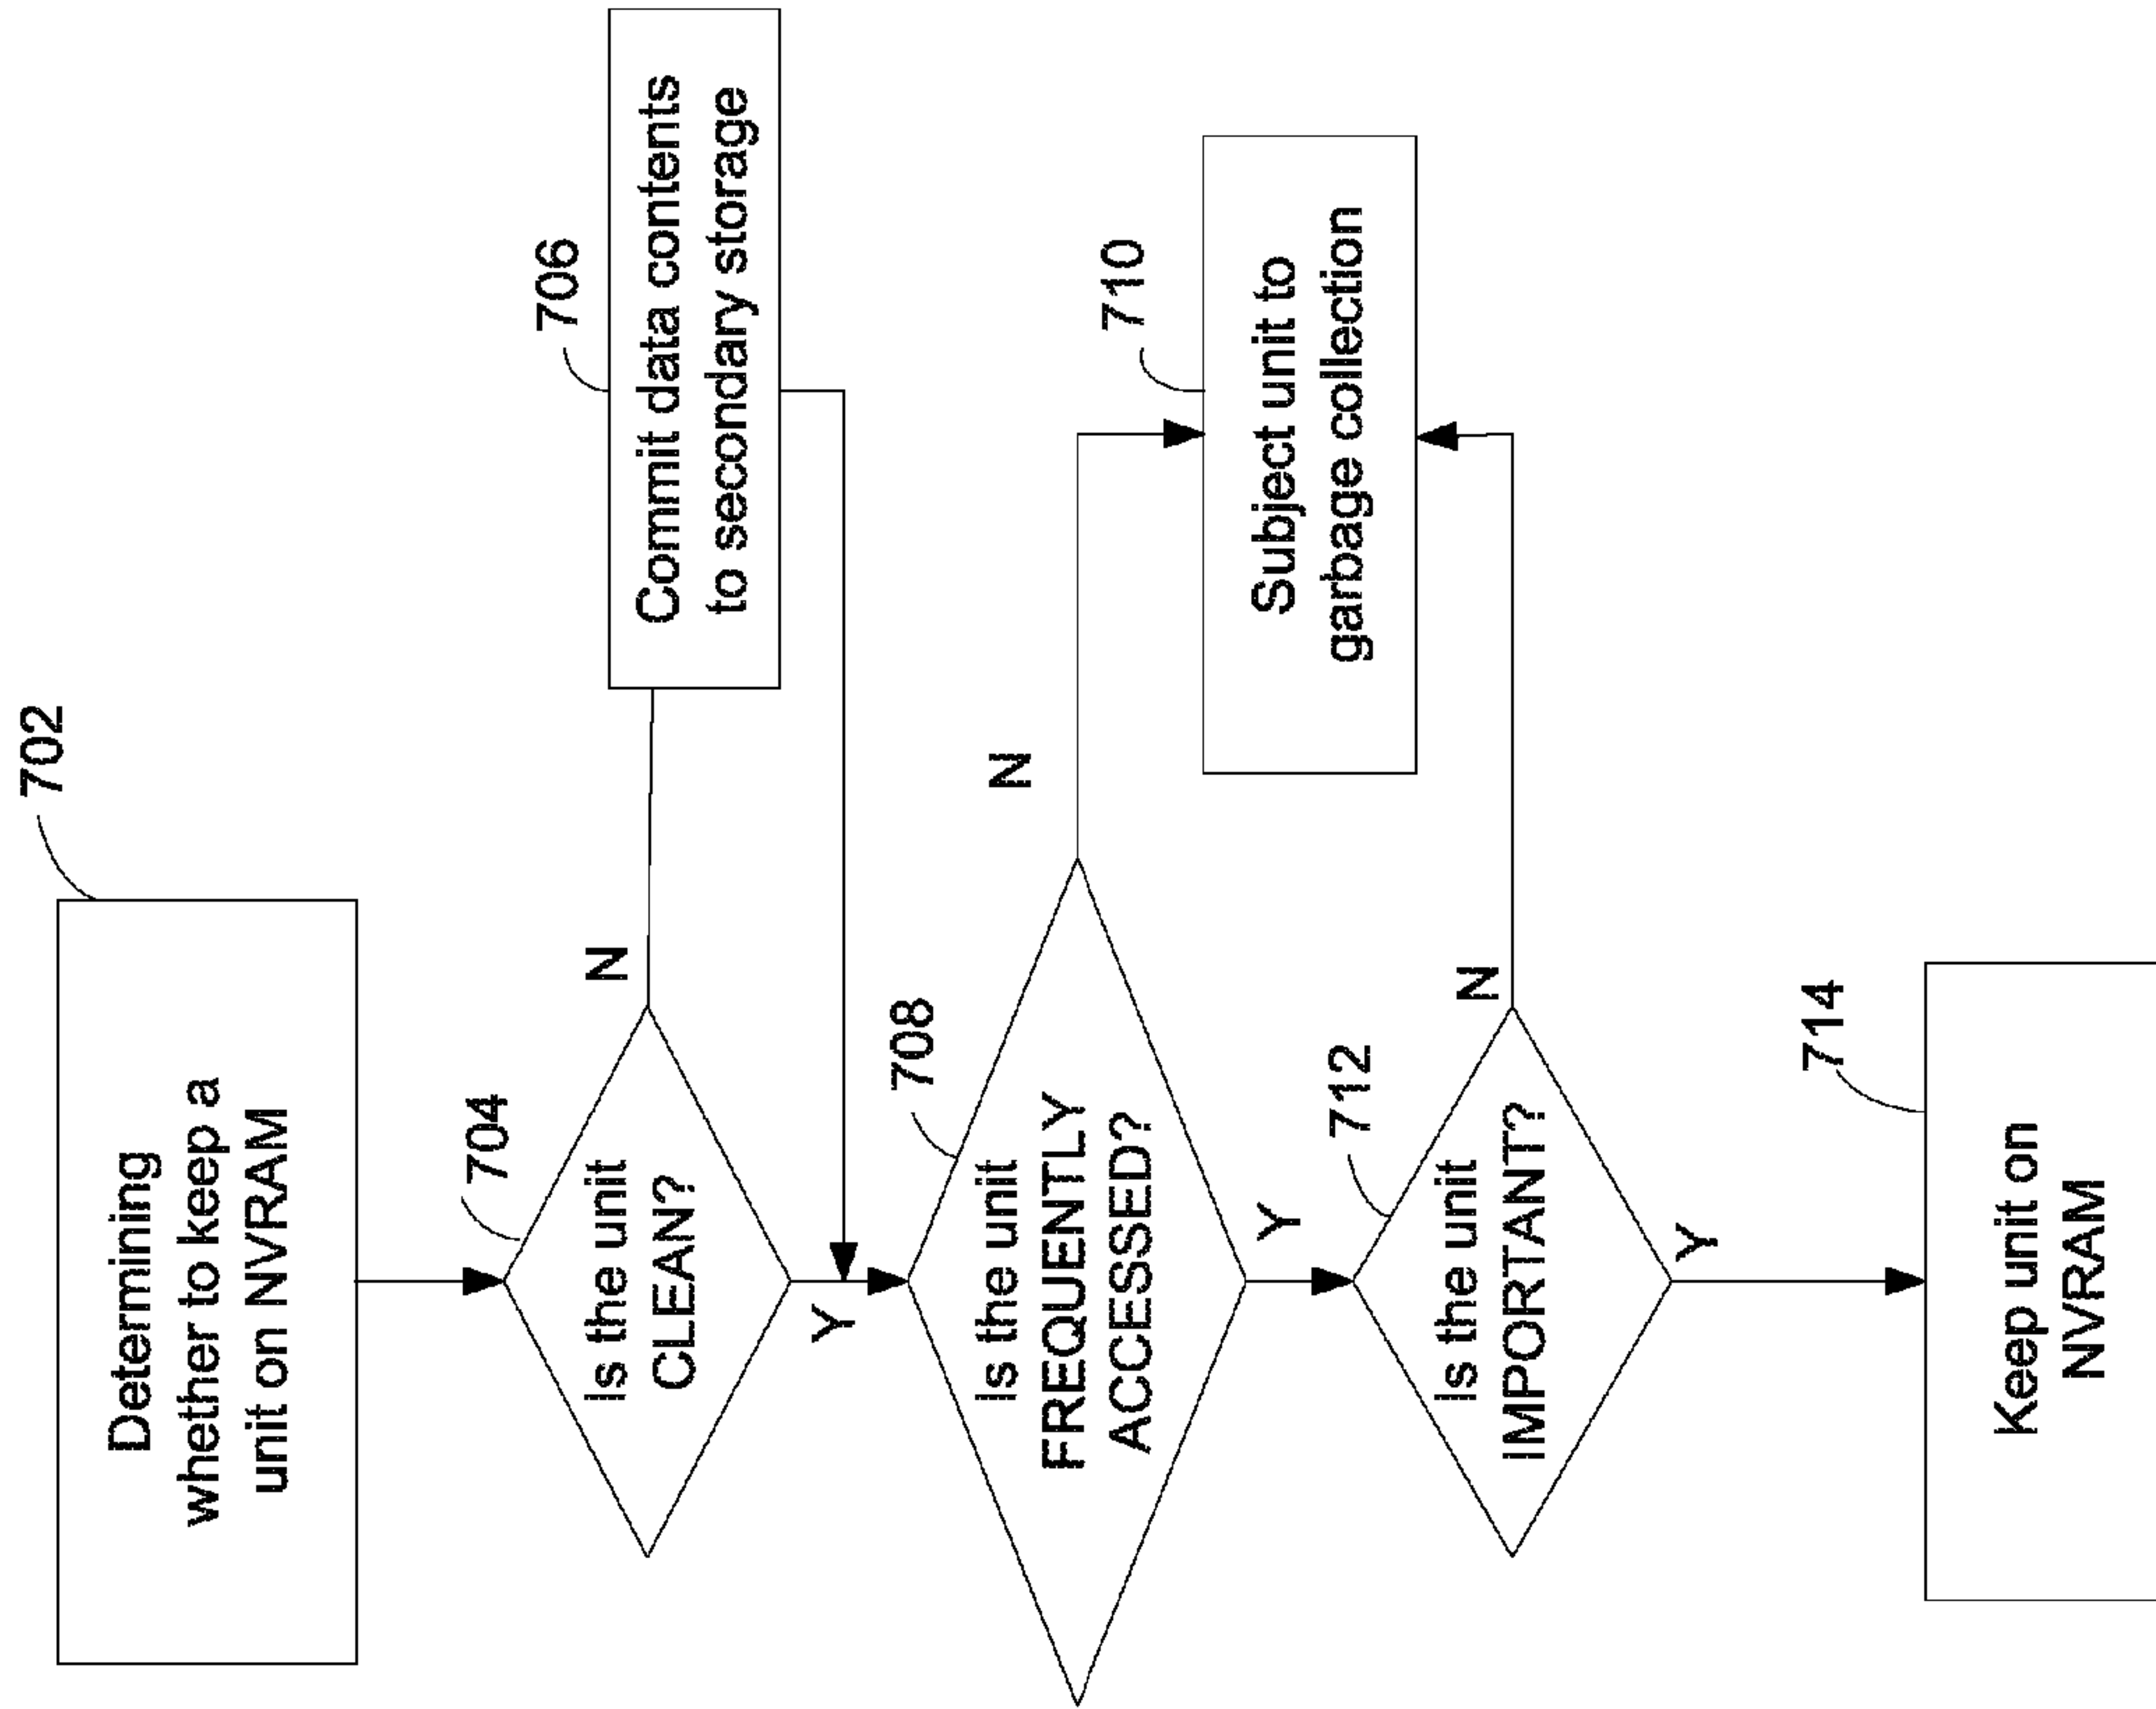 702
Determining
whether to keep a
unit on NVRAM
704
Is the unit
CLEAN?
N
706
Commit data contents
to secondary storage
Y
708
Is the unit
FREQUENTLY
ACCESSED?
N
710
Subject unit to
garbage collection
Y
712
Is the unit
IMPORTANT?
N
Y
714
Keep unit on
NVRAM